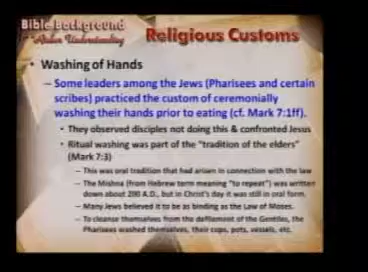 Bible Background
Religious Customs
• Washing of Hands
– Some leaders among the Jews (Pharisees and certain
scribes) practiced the custom of ceremonially
washing their hands prior to eating (cf. Mark 7:1ff).
• They observed disciples not doing this & confronted Jesus
• Ritual washing was part of the "tradition of the elders"
(Mark 7:3)
– This was oral tradition that had arisen in connection with the law
– The Mishna (from Hebrew term meaning "to repeat") was written
down about 200 A.D., but in Christ's day it was still in oral form.
– Many Jews believed it to be as binding as the Law of Moses.
– To cleanse themselves from the defilement of the Gentiles, the
Pharisees washed themselves, their cups, pots, vessels, etc.